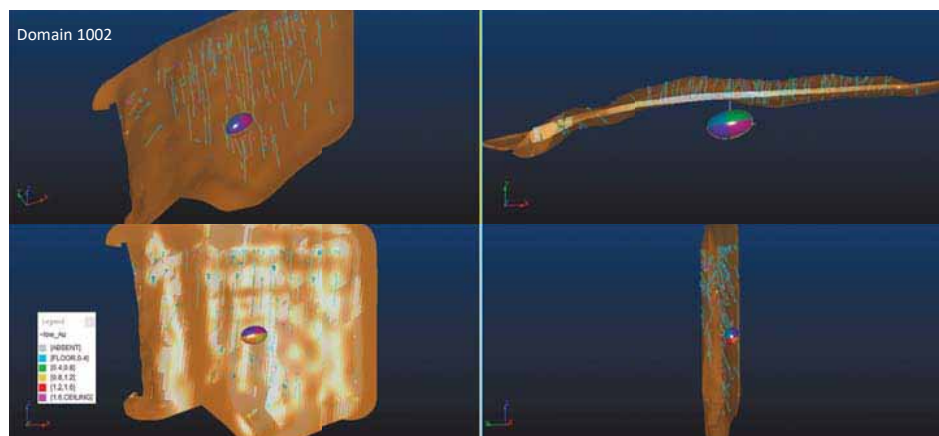 Domain 1002
Legend
[ABSENT]
[FLOOR,0.4]
[0.4,0.8]
[0.8,1.2]
[1.2,1.6]
[1.6,CEILING]